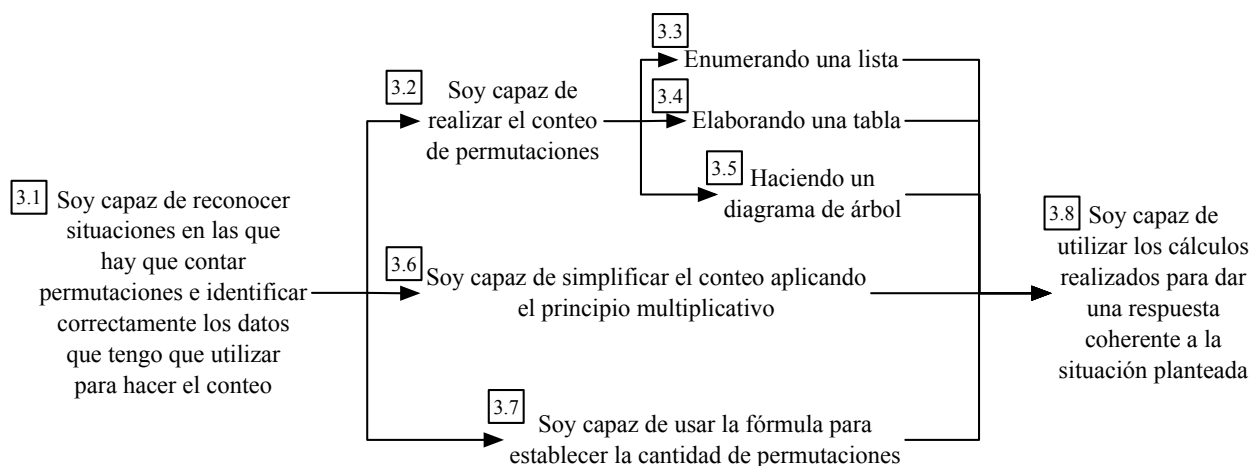 3.1 Soy capaz de reconocer
situaciones en las que
hay que contar
permutaciones e identificar
correctamente los datos
que tengo que utilizar
para hacer el conteo
3.2 Soy capaz de
realizar el conteo
de permutaciones
3.3
Enumerando una lista
3.4
Elaborando una tabla
3.5 Haciendo un
diagrama de árbol
3.6
Soy capaz de simplificar el conteo aplicando
el principio multiplicativo
3.7
Soy capaz de usar la fórmula para
establecer la cantidad de permutaciones
3.8 Soy capaz de
utilizar los cálculos
realizados para dar
una respuesta
coherente a la
situación planteada